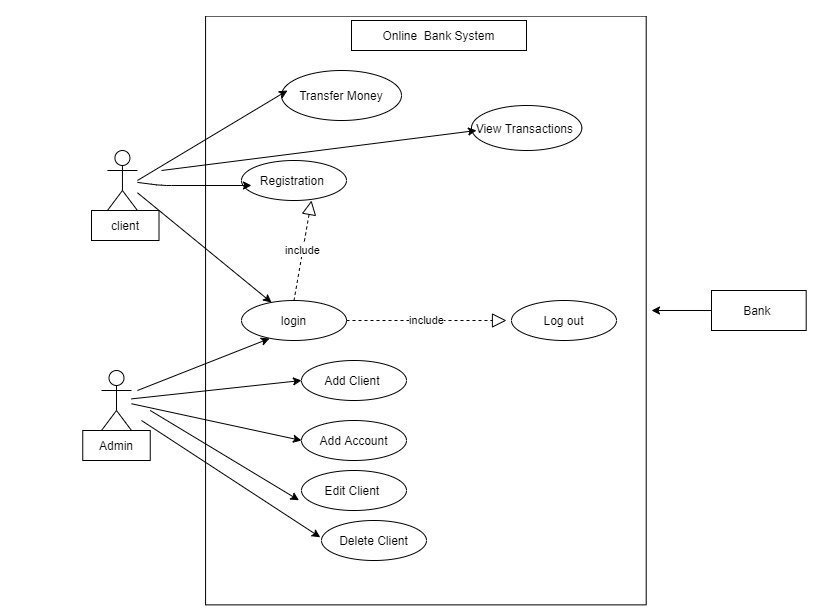 Online Bank System
Transfer Money
View Transactions
Registration
client
include
login
include
Log out
Bank
Add Client
Admin
Add Account
Edit Client
Delete Client